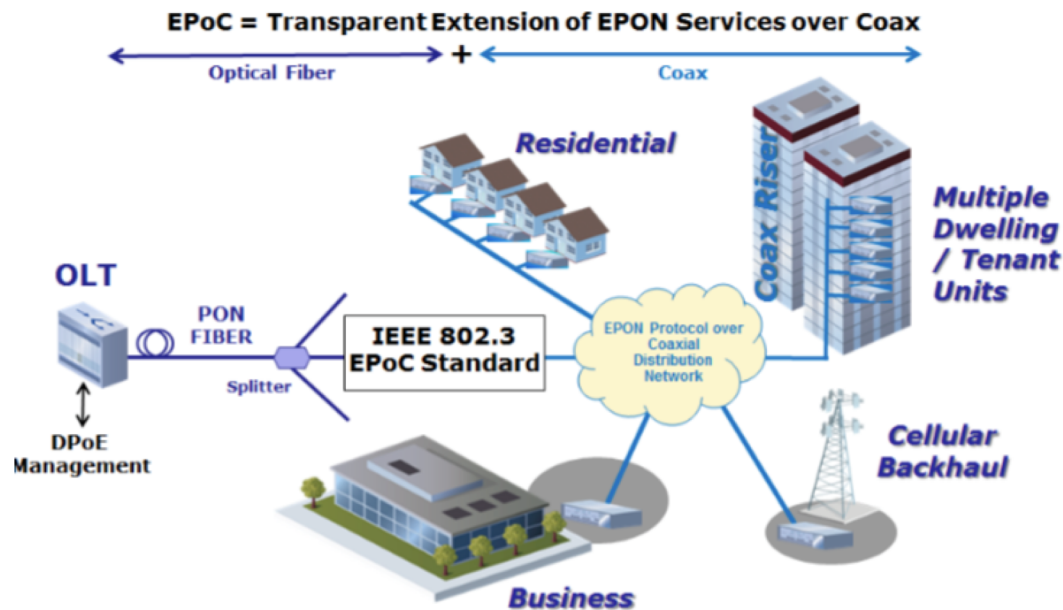 EPoC = Transparent Extension of EPON Services over Coax
+
Optical Fiber
Coax
Residential
Coax Riser
Multiple
Dwelling
/ Tenant
Units
OLT
PON
FIBER
Splitter
IEEE 802.3
EPoC Standard
EPON Protocol over
Coaxial
Distribution
Network
DPoE
Management
Cellular
Backhaul
Business